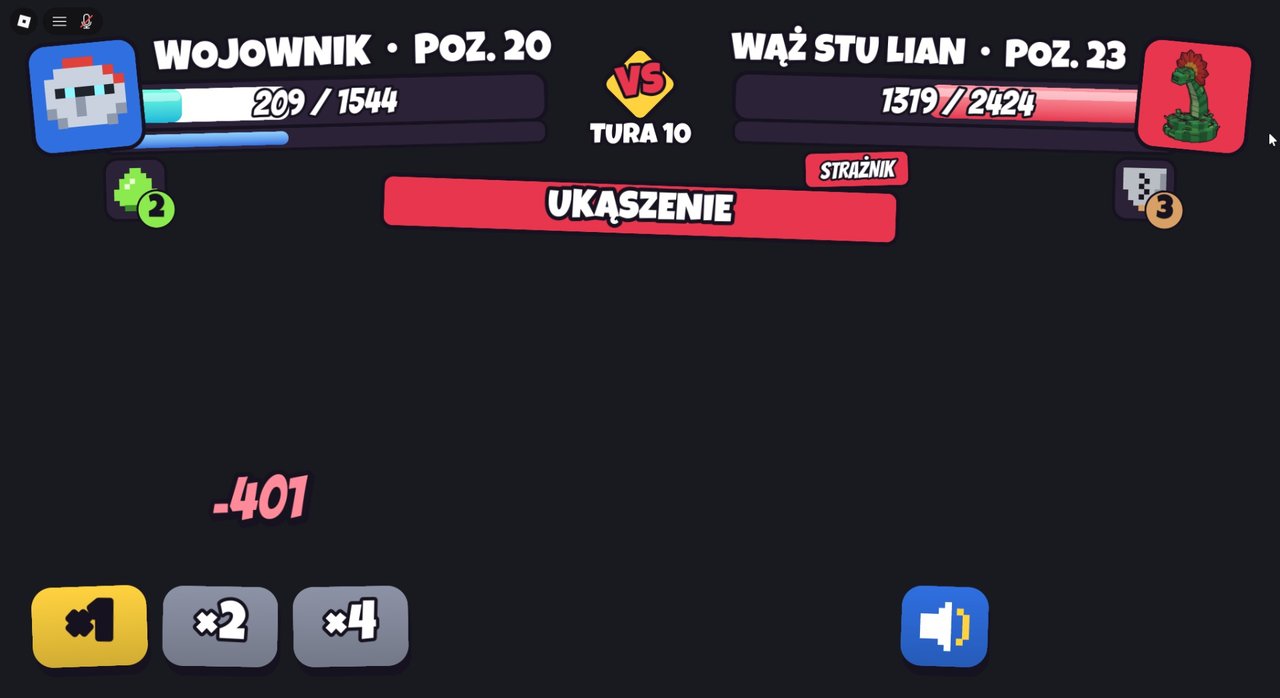 WOJOWNIK • POZ. 20
209 / 1544
2
VS
TURA 10
WĄŻ STU LIAN • POZ. 23
1319 / 2424
3
STRAŻNIK
UKĄSZENIE
-401
×1
×2
×4